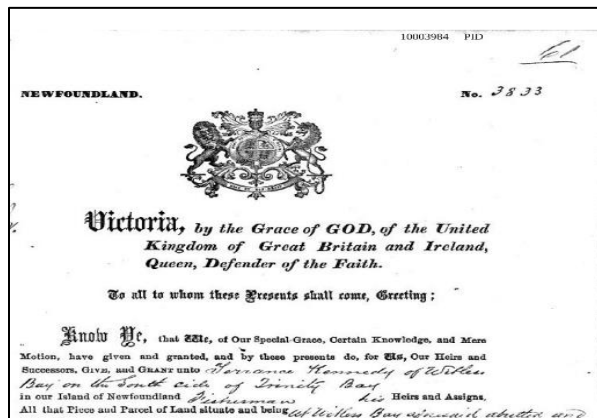 10003984 PID
61
NEWFOUNDLAND.
No. 3833
Victoria, by the Grace of GOD, of the United
Kingdom of Great Britain and Ireland,
Queen, Defender of the Faith.
To all to whom these Presents shall come, Greeting;
Know Ye, that We, of Our Special Grace, Certain Knowledge, and Mere
Motion, have given and granted, and by these presents do, for Us, Our Heirs and
Successors, GIVE, and GRANT unto Torrance Kennedy of Witless
Bay on the South side of Trinity Bay
in our Island of Newfoundland Fisherman his Heirs and Assigns,
All that Piece and Parcel of Land situate and being at Witless Bay aforesaid abutted and